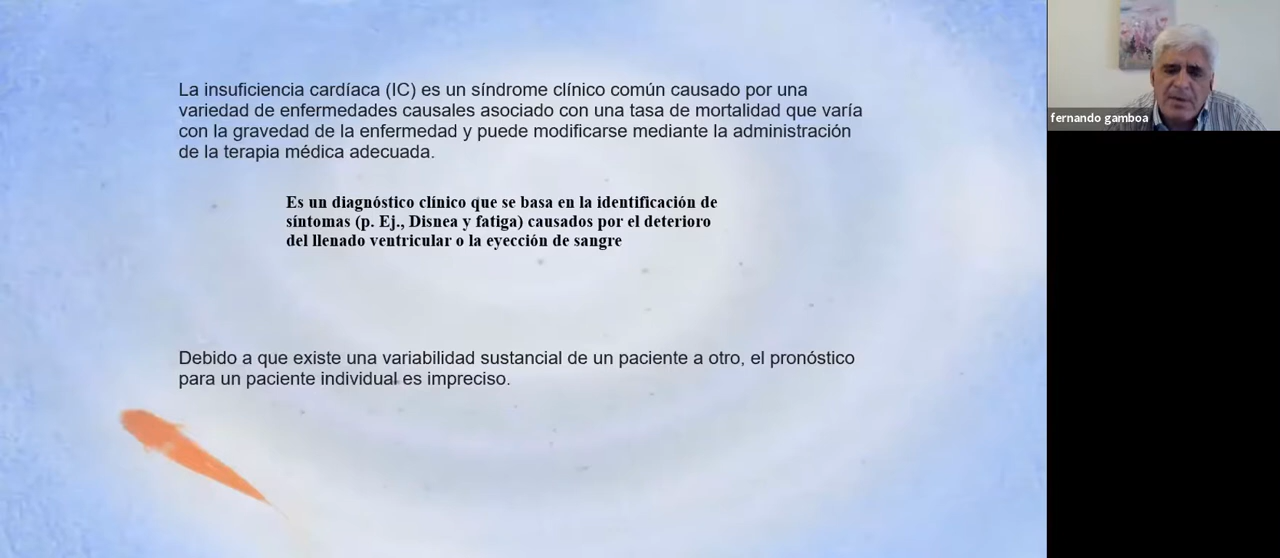 La insuficiencia cardíaca (IC) es un síndrome clínico común causado por una
variedad de enfermedades causales asociado con una tasa de mortalidad que varía
con la gravedad de la enfermedad y puede modificarse mediante la administración
de la terapia médica adecuada.
Es un diagnóstico clínico que se basa en la identificación de
síntomas (p. Ej., Disnea y fatiga) causados por el deterioro
del llenado ventricular o la eyección de sangre
Debido a que existe una variabilidad sustancial de un paciente a otro, el pronóstico
para un paciente individual es impreciso.
fernando gamboa